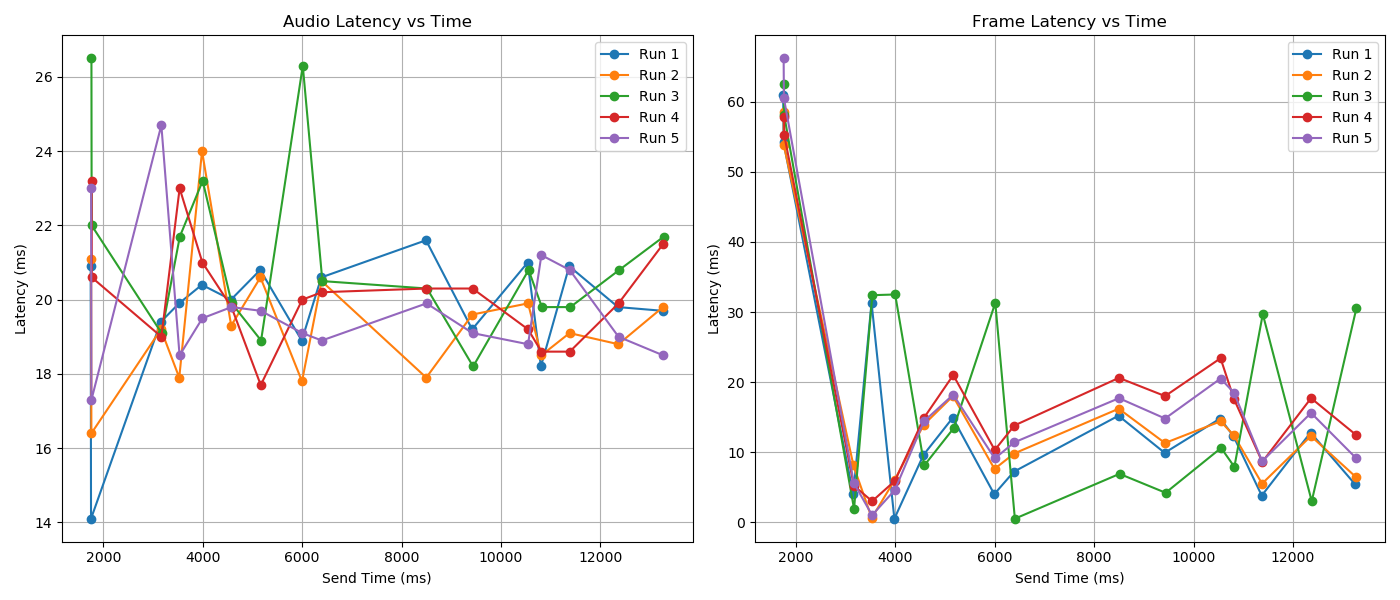 Audio Latency vs Time
Latency (ms)
26
24
22
20
18
16
14
2000 4000 6000 8000 10000 12000
Send Time (ms)
Run 1
Run 2
Run 3
Run 4
Run 5
Frame Latency vs Time
Latency (ms)
60
50
40
30
20
10
0
2000 4000 6000 8000 10000 12000
Send Time (ms)
Run 1
Run 2
Run 3
Run 4
Run 5